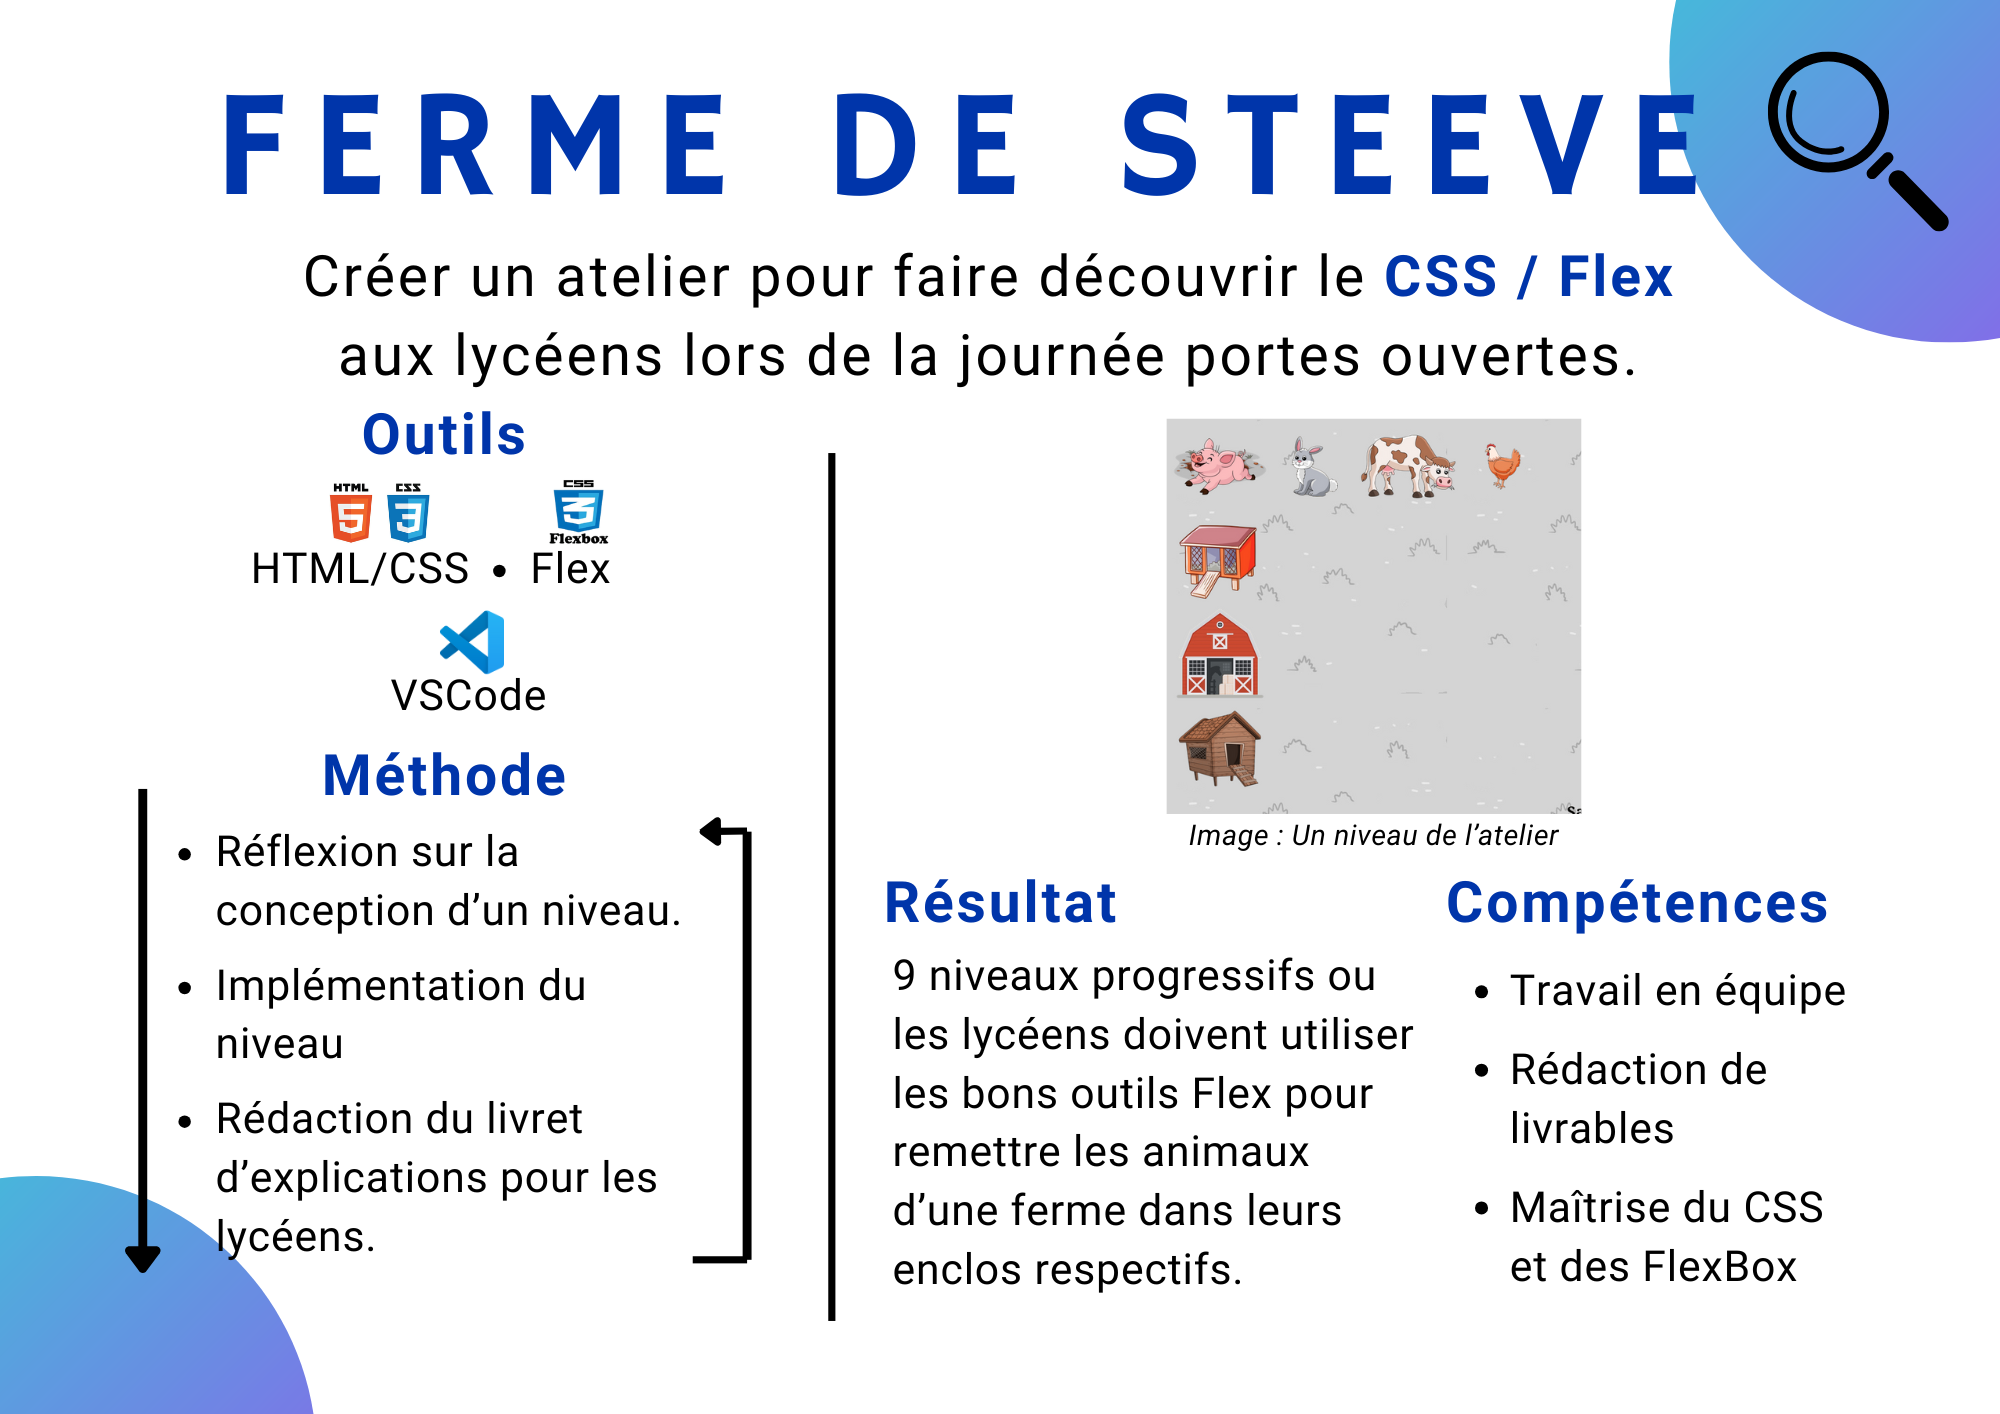 FERME DE STEEVE
Créer un atelier pour faire découvrir le CSS / Flex
aux lycéens lors de la journée portes ouvertes.
Outils
HTML
CSS
5
3
CSS
3
Flexbox
HTML/CSS • Flex
VSCode
Méthode
• Réflexion sur la
conception d’un niveau.
• Implémentation du
niveau
• Rédaction du livret
d’explications pour les
lycéens.
Image : Un niveau de l’atelier
Résultat
9 niveaux progressifs ou
les lycéens doivent utiliser
les bons outils Flex pour
remettre les animaux
d’une ferme dans leurs
enclos respectifs.
Compétences
• Travail en équipe
• Rédaction de
livrables
• Maîtrise du CSS
et des FlexBox